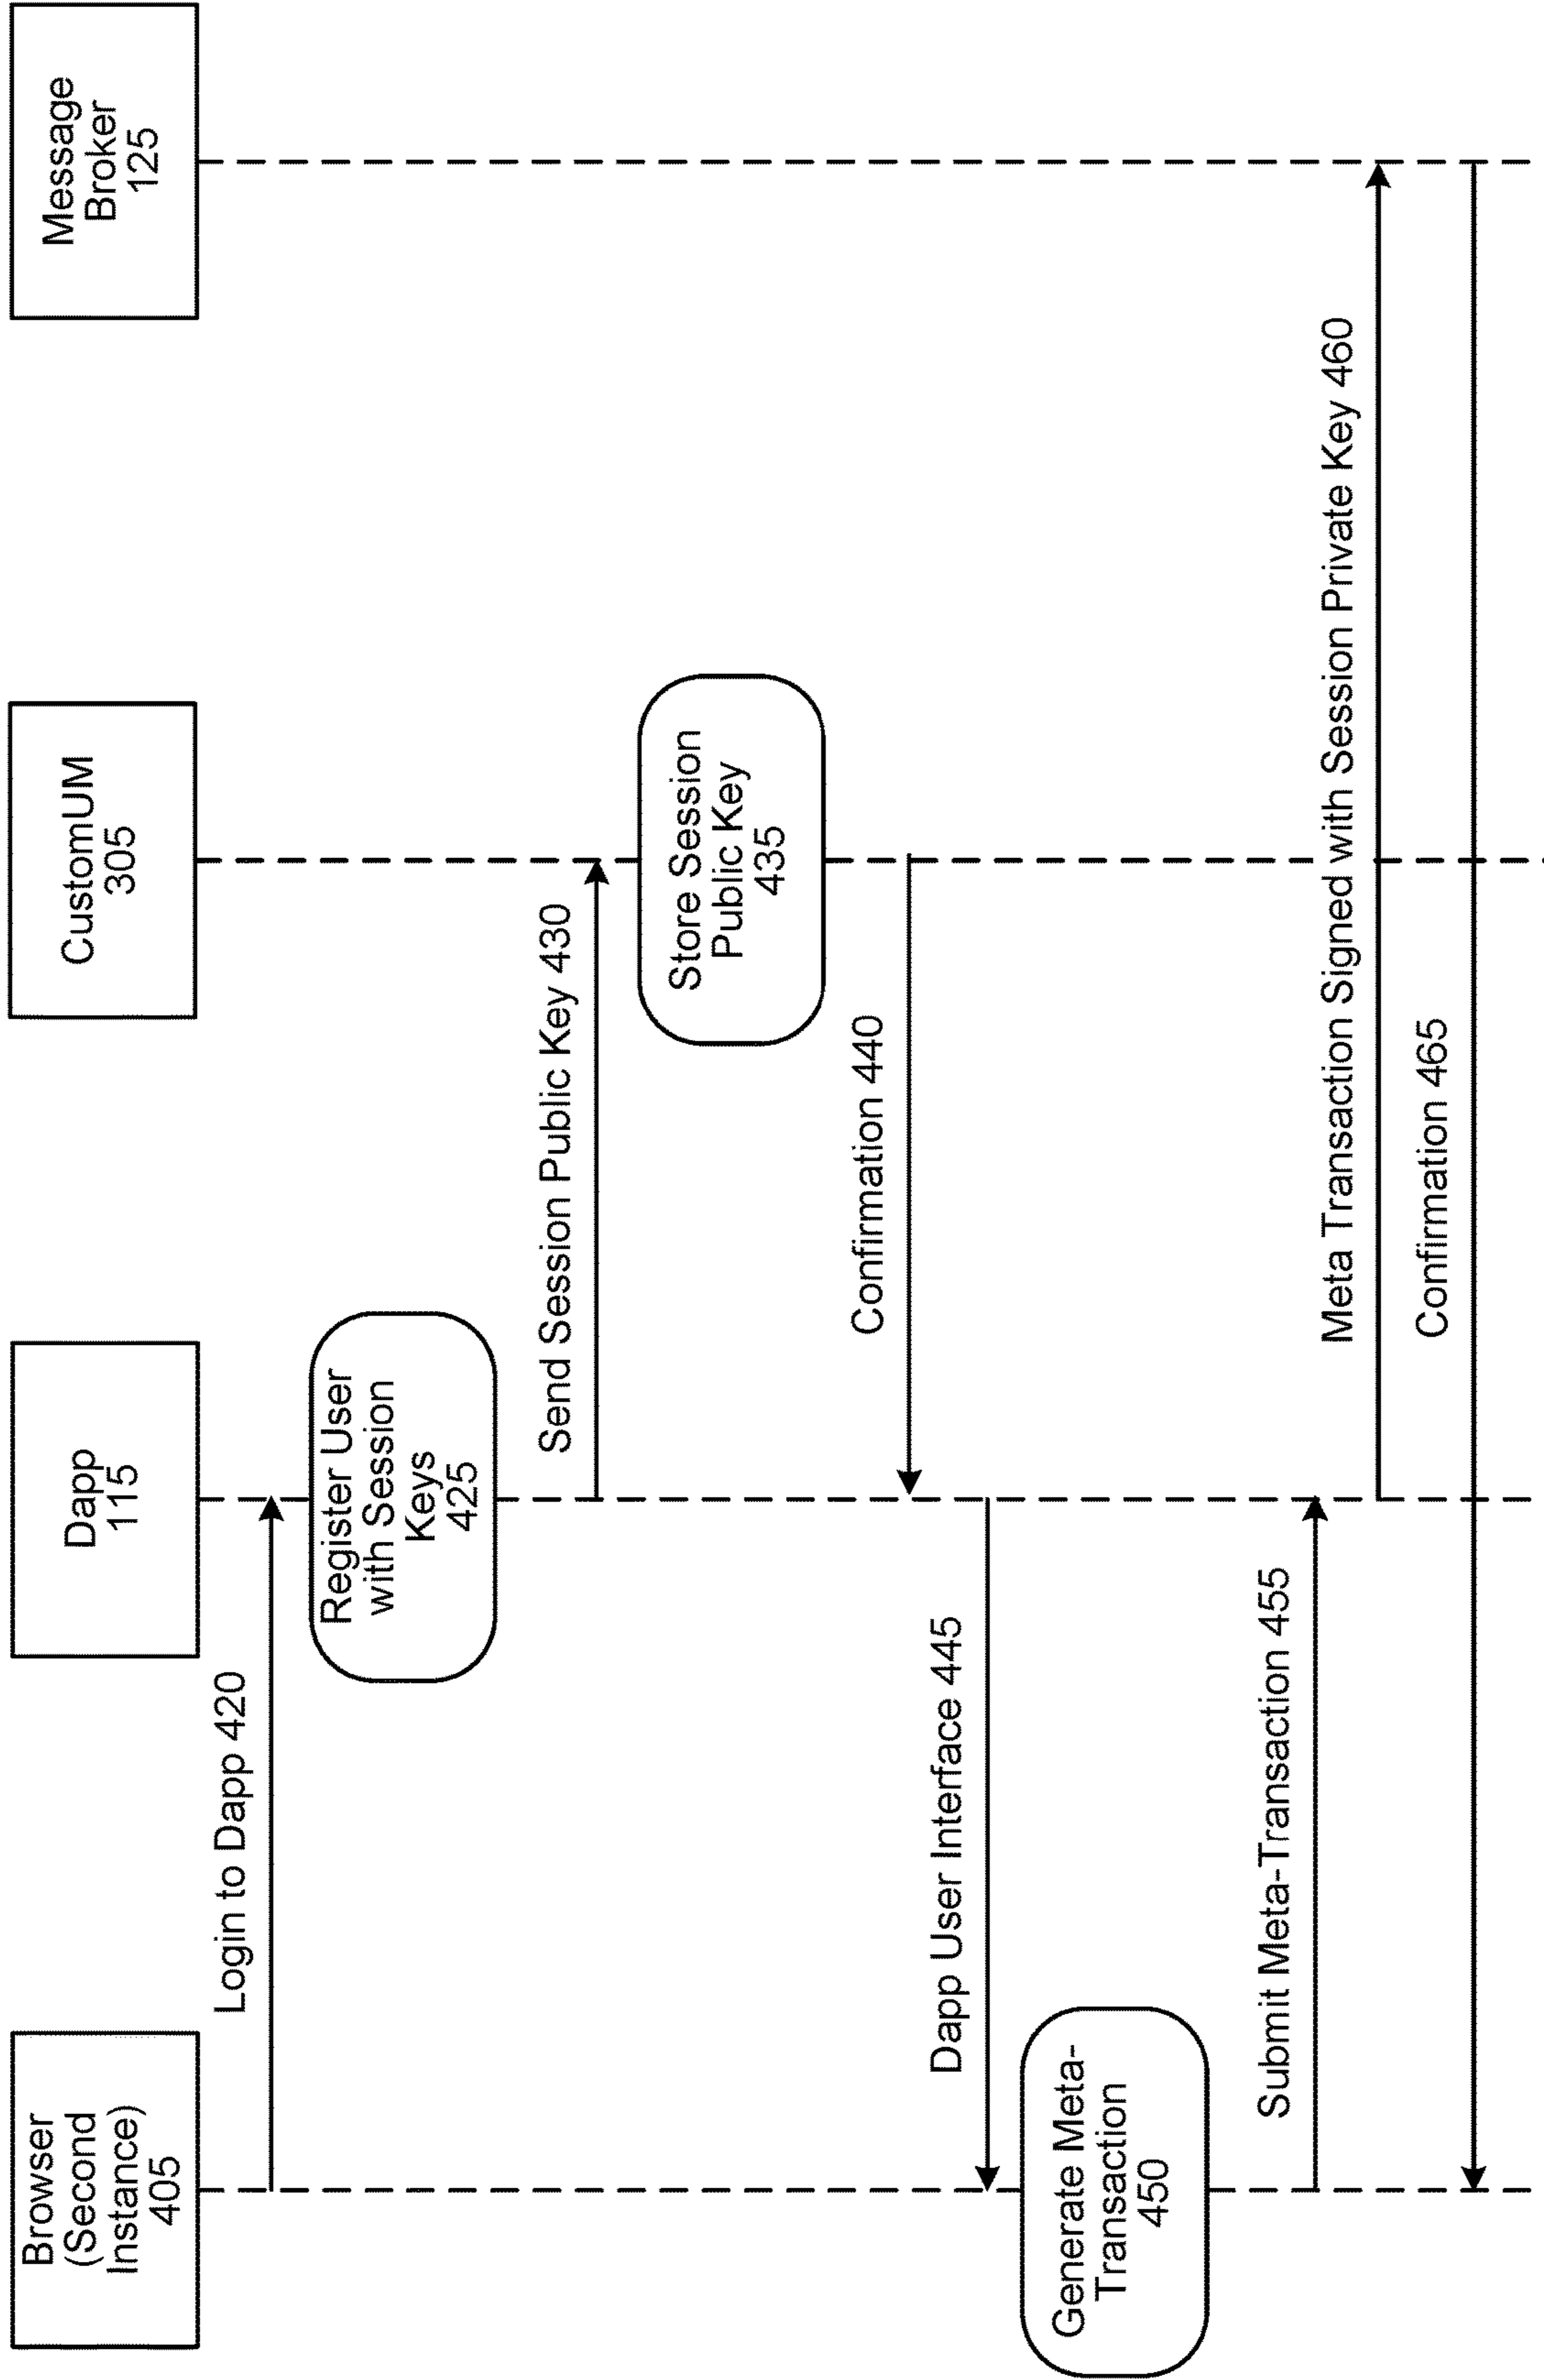 Browser
(Second
Instance)
405
Dapp
115
CustomUM
305
Message
Broker
125
Login to Dapp 420
Register User
with Session
Keys
425
Send Session Public Key 430
Store Session
Public Key
435
Confirmation 440
Dapp User Interface 445
Generate Meta-
Transaction
450
Submit Meta-Transaction 455
Meta Transaction Signed with Session Private Key 460
Confirmation 465